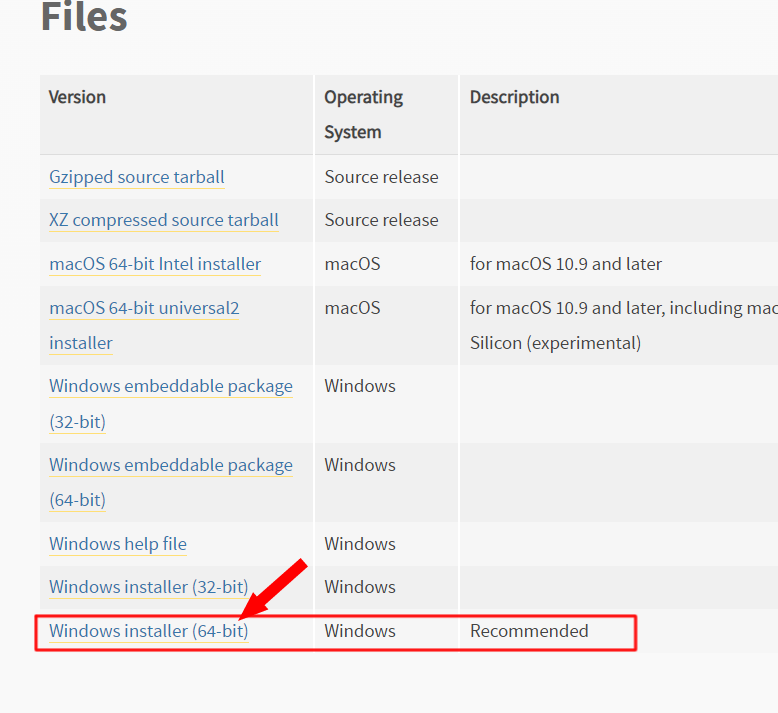 Files
Version Operating Description
System
Gzipped source tarball Source release
XZ compressed source tarball Source release
macOS 64-bit Intel installer macOS for macOS 10.9 and later
macOS 64-bit universal2 macOS for macOS 10.9 and later, including mac
installer Silicon (experimental)
Windows embeddable package Windows
(32-bit)
Windows embeddable package Windows
(64-bit)
Windows help file Windows
Windows installer (32-bit) Windows
Windows installer (64-bit) Windows Recommended